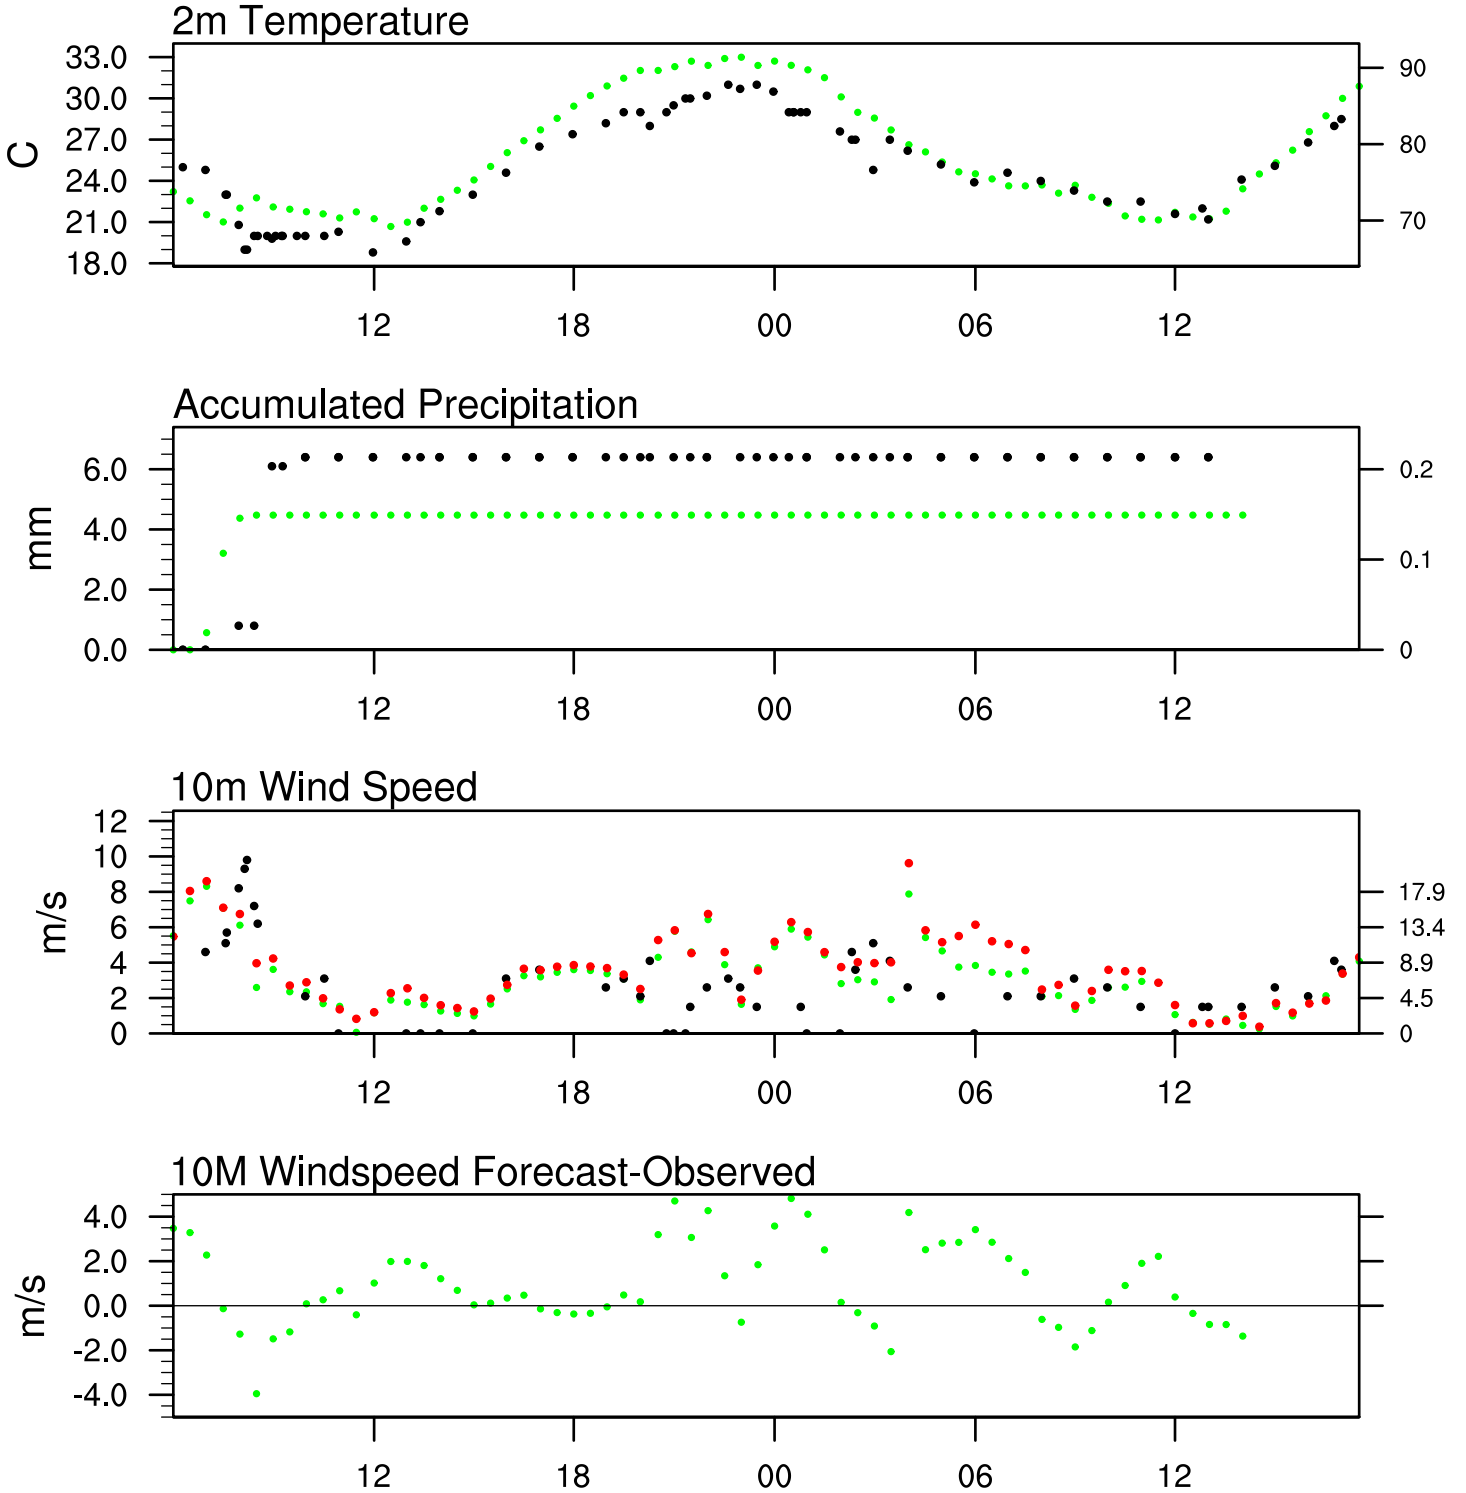 2m Temperature
33.0
30.0
27.0
24.0
21.0
18.0
C
90
80
70
12 18 00 06 12
Accumulated Precipitation
6.0
4.0
2.0
0.0
mm
0.2
0.1
0
12 18 00 06 12
10m Wind Speed
12
10
8
6
4
2
0
m/s
17.9
13.4
8.9
4.5
0
12 18 00 06 12
10M Windspeed Forecast-Observed
4.0
2.0
0.0
-2.0
-4.0
m/s
12 18 00 06 12